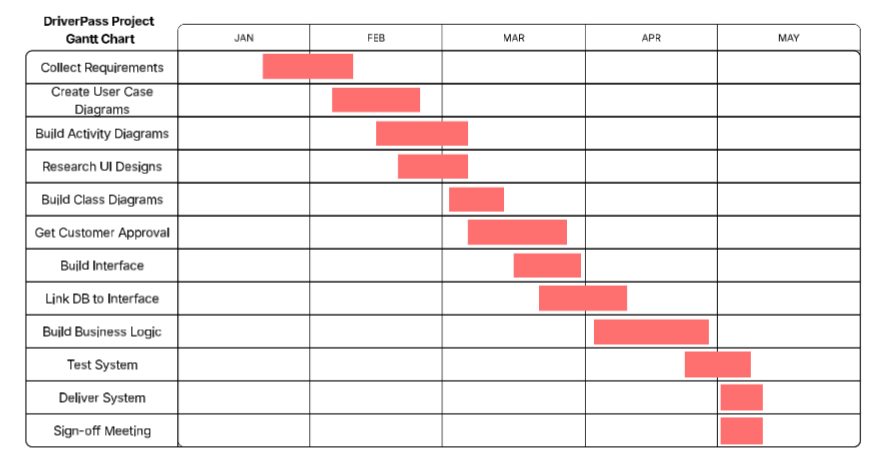 DriverPass Project
Gantt Chart
JAN FEB MAR APR MAY
Collect Requirements
Create User Case
Diagrams
Build Activity Diagrams
Research UI Designs
Build Class Diagrams
Get Customer Approval
Build Interface
Link DB to Interface
Build Business Logic
Test System
Deliver System
Sign-off Meeting